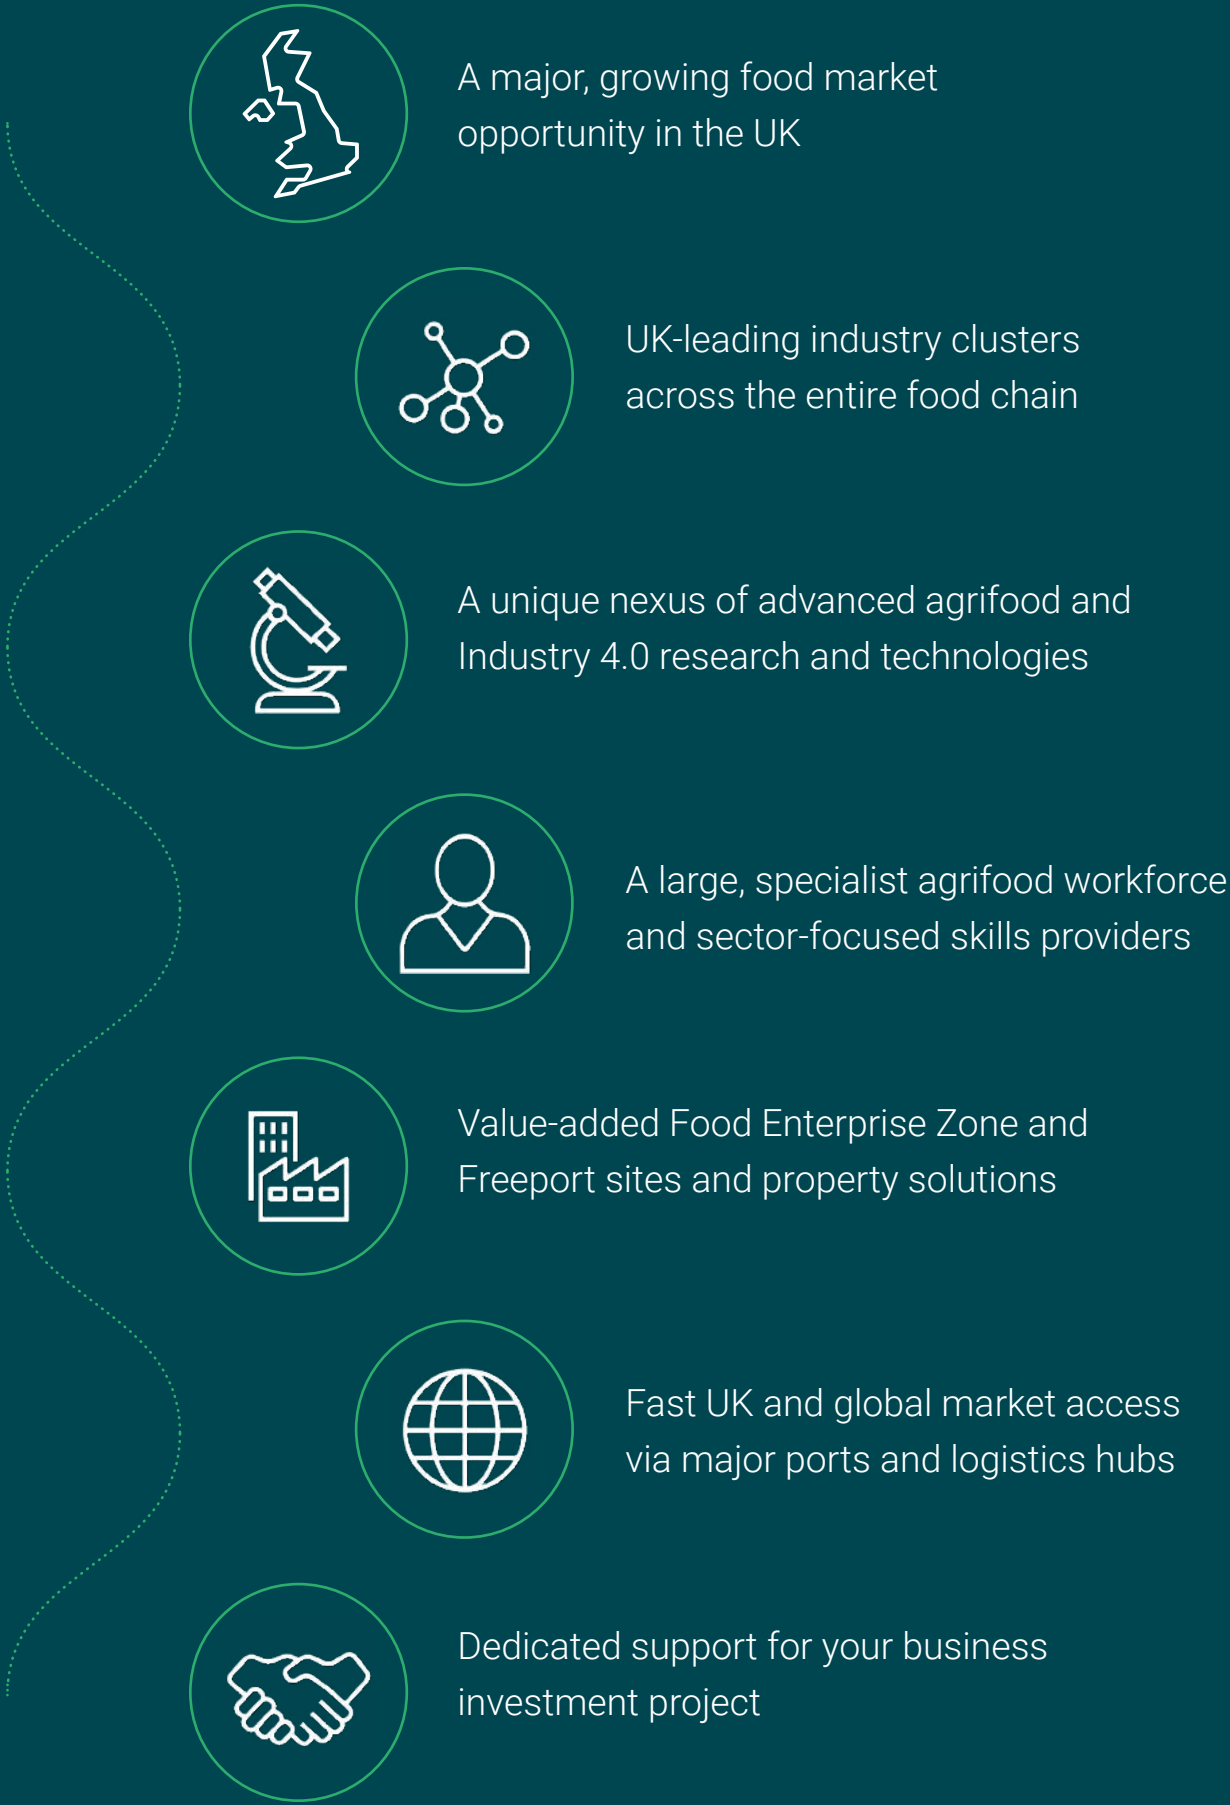 A major, growing food market
opportunity in the UK
UK-leading industry clusters
across the entire food chain
A unique nexus of advanced agrifood and
Industry 4.0 research and technologies
A large, specialist agrifood workforce
and sector-focused skills providers
Value-added Food Enterprise Zone and
Freeport sites and property solutions
Fast UK and global market access
via major ports and logistics hubs
Dedicated support for your business
investment project